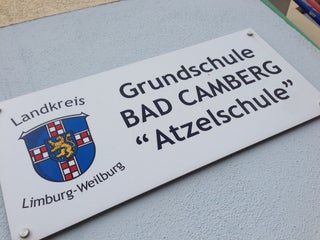 Landkreis
Limburg-Weilburg
Grundschule
BAD CAMBERG
“Atzelschule”